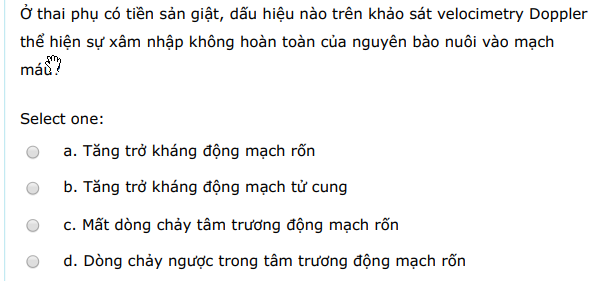 Ở thai phụ có tiền sản giật, dấu hiệu nào trên khảo sát velocimetry Doppler
thể hiện sự xâm nhập không hoàn toàn của nguyên bào nuôi vào mạch
máu?
Select one:
a. Tăng trở kháng động mạch rốn
b. Tăng trở kháng động mạch tử cung
c. Mất dòng chảy tâm trương động mạch rốn
d. Dòng chảy ngược trong tâm trương động mạch rốn